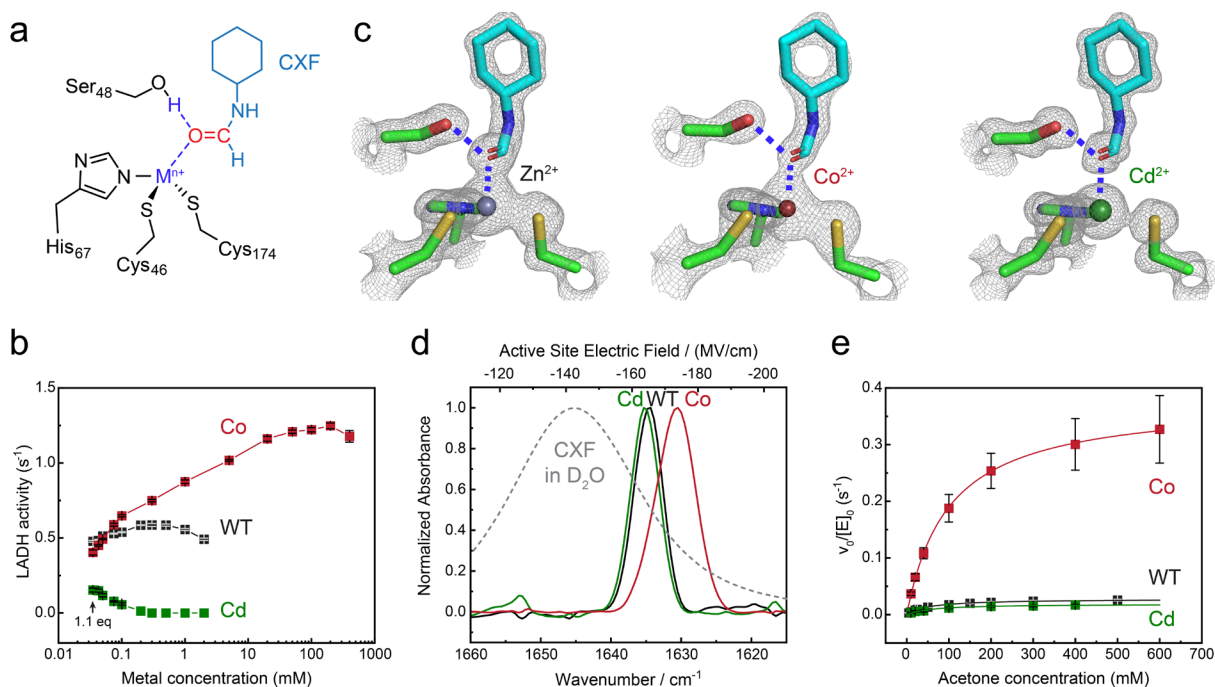 a
CXF
Ser48
O
H
NH
O=C
H
N
N
H
Mn+
S
S
His67
Cys46
Cys174
c
Zn2+
Co2+
Cd2+
b
LADH activity (s-1)
1.5
1.0
0.5
0.0
Co
WT
Cd
1.1 eq
0.01 0.1 1 10 100 1000
Metal concentration (mM)
d
Active Site Electric Field / (MV/cm)
-120 -140 -160 -180 -200
Normalized Absorbance
1.0
0.8
0.6
0.4
0.2
0.0
Cd WT Co
CXF
in D2O
1660 1650 1640 1630 1620
Wavenumber / cm-1
e
v0/[E]0 (s-1)
0.4
0.3
0.2
0.1
0.0
Co
WT
Cd
0 100 200 300 400 500 600 700
Acetone concentration (mM)